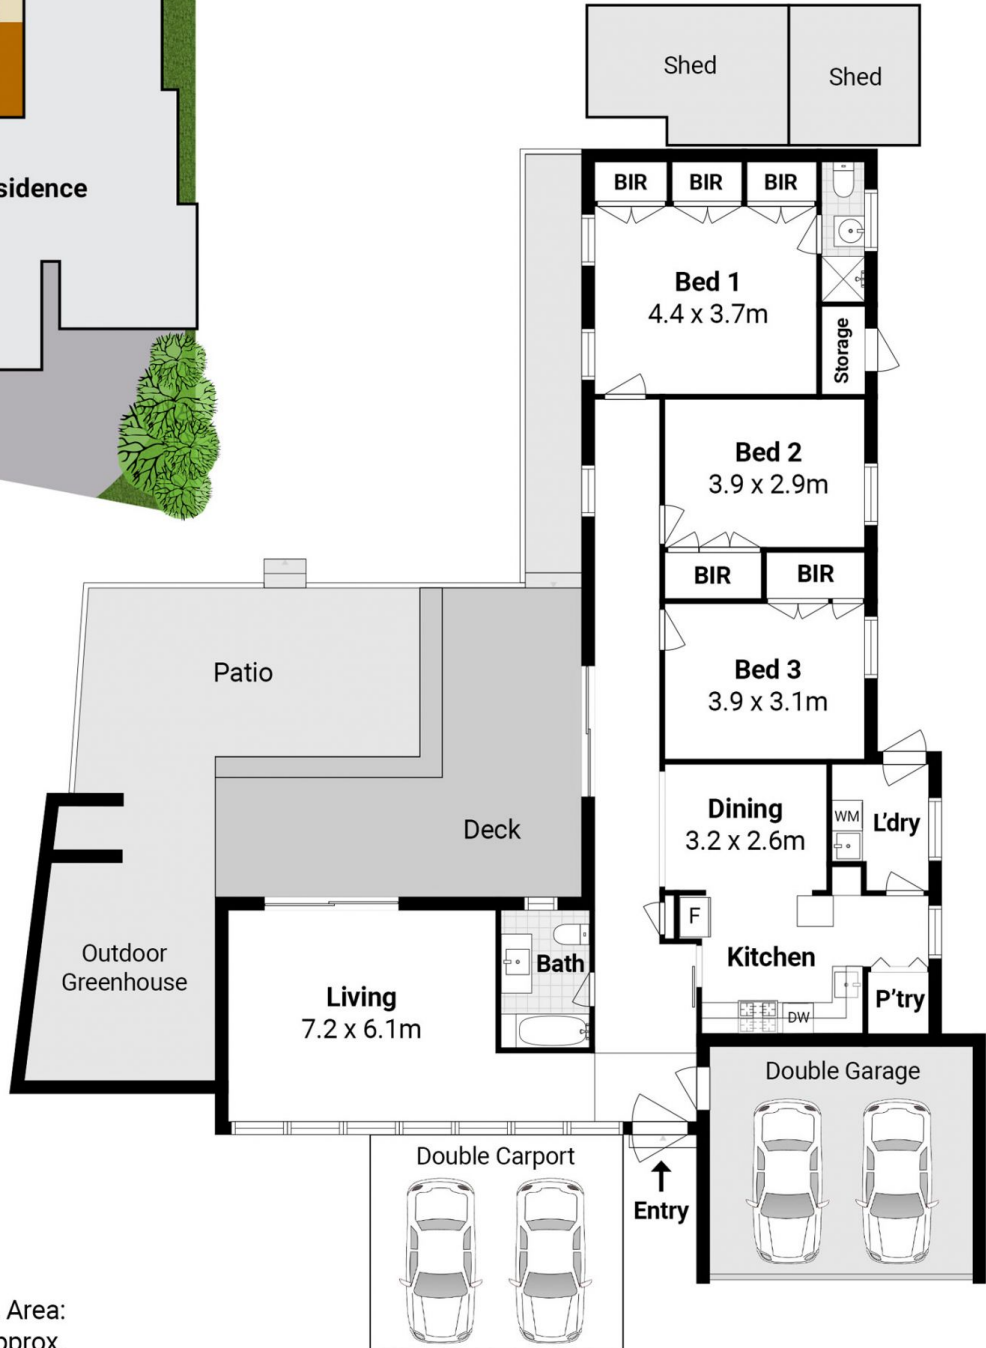 Shed
Shed
sidence
BIR
BIR
BIR
Bed 1
4.4 x 3.7m
Storage
Bed 2
3.9 x 2.9m
BIR
BIR
Bed 3
3.9 x 3.1m
Patio
Deck
Dining
3.2 x 2.6m
WM
L'dry
F
Kitchen
Outdoor
Greenhouse
Bath
Living
7.2 x 6.1m
P'try
DW
Double Garage
Double Carport
Entry
Area:
pprox